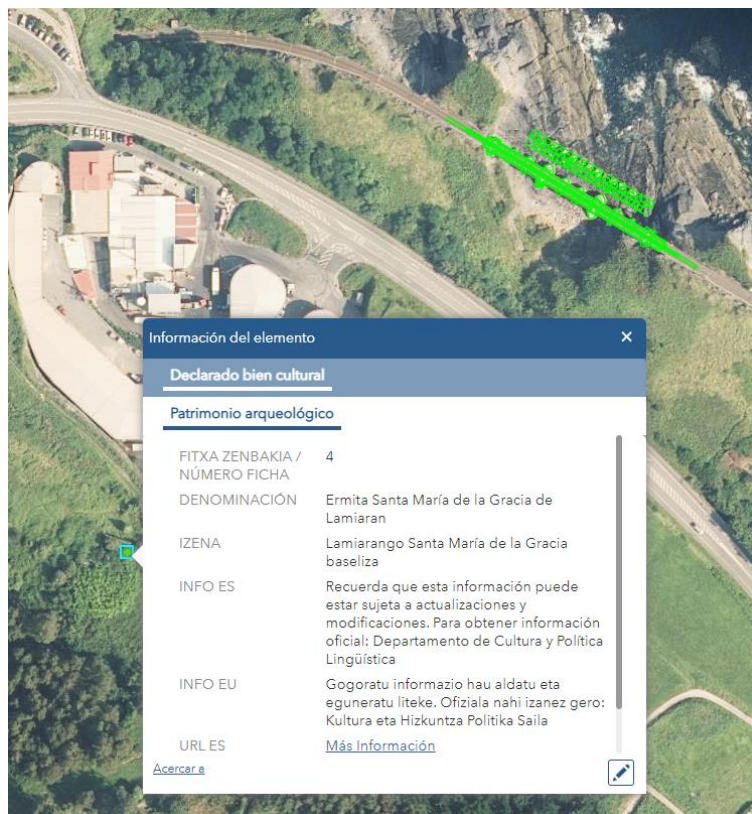 Información del elemento
Declarado bien cultural
Patrimonio arqueológico
FITXA ZENBAKIA / 4
NÚMERO FICHA
DENOMINACIÓN Ermita Santa María de la Gracia de
Lamiaran
IZENA Lamiarango Santa María de la Gracia
baseliza
INFO ES Recuerda que esta información puede
estar sujeta a actualizaciones y
modificaciones. Para obtener información
oficial: Departamento de Cultura y Política
Lingüística
INFO EU Gogoratu informazio hau aldatu eta
eguneratu liteke. Ofiziala nahi izanez gero:
Kultura eta Hizkuntza Politika Saila
URL ES Más Información
Acercar a